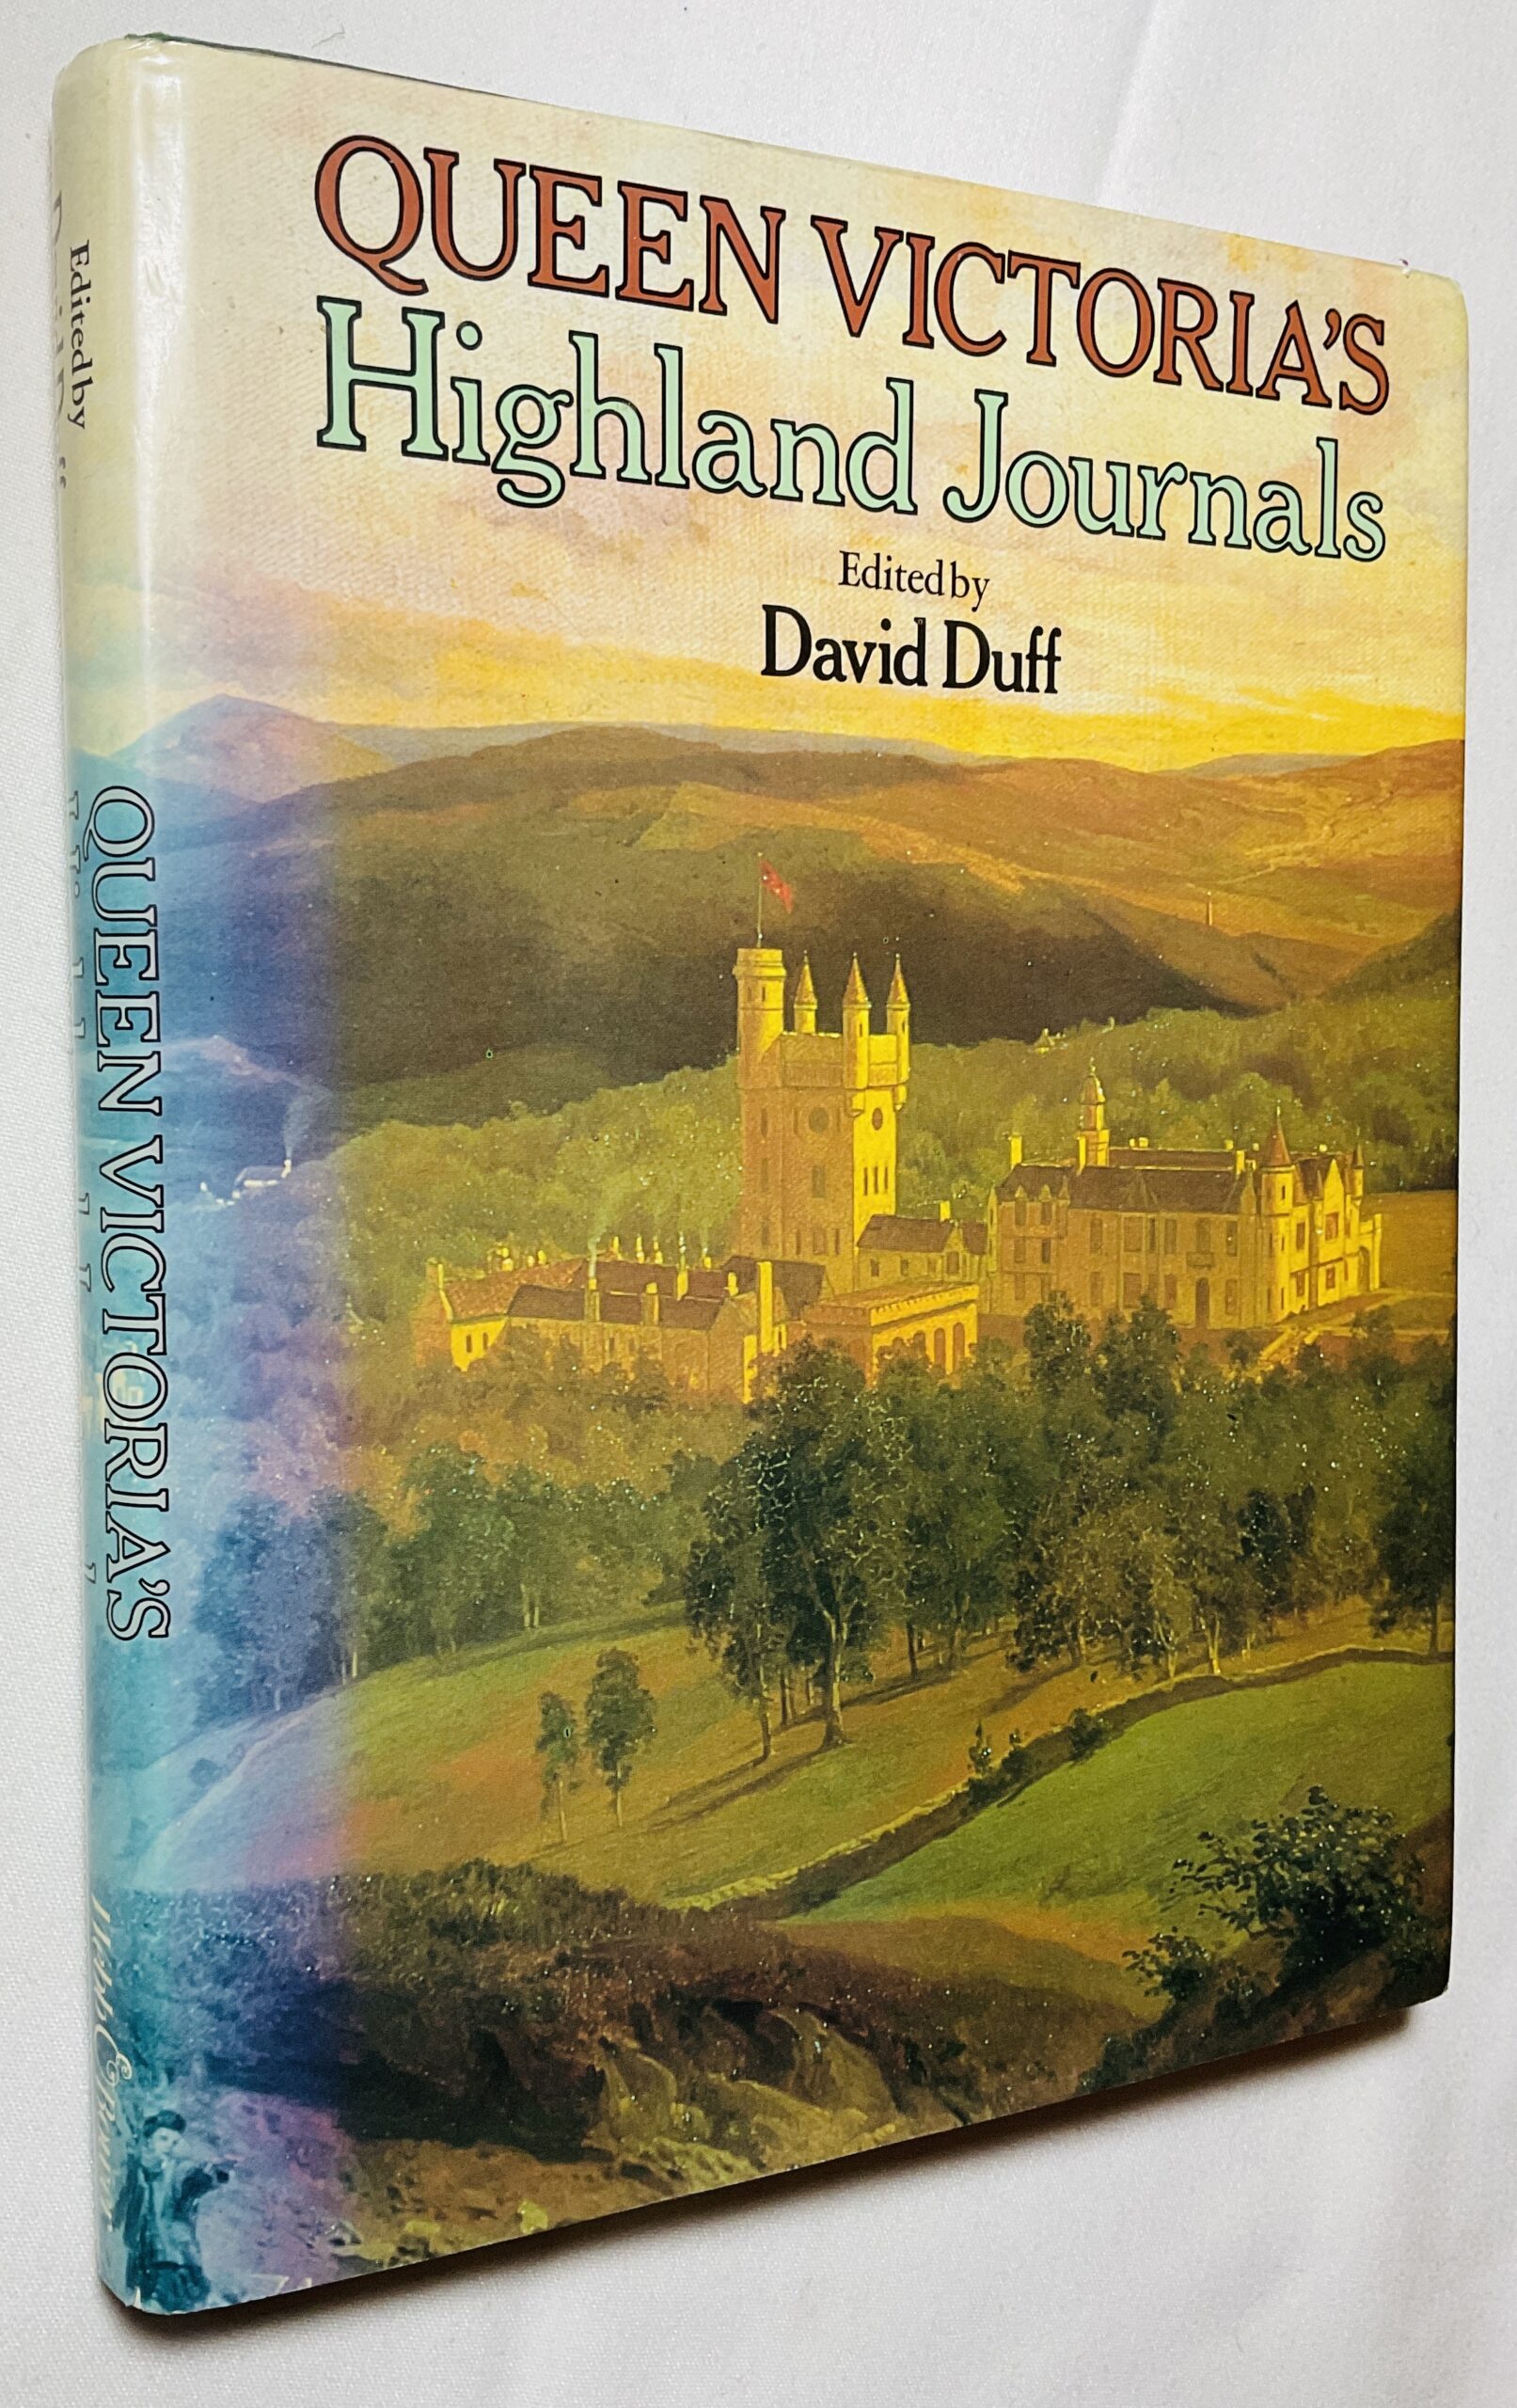 QUEEN VICTORIA'S
Highland Journals
Edited by
David Duff
Edited by
QUEEN VICTORIA'S